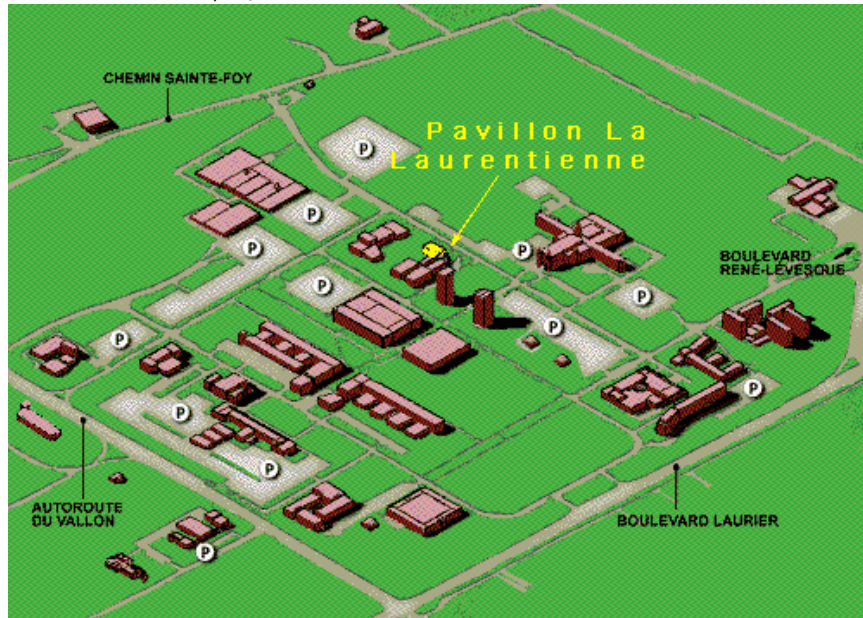 CHEMIN SAINTE-FOY
Pavillon La
Laurentienne
P
P
P
P
BOULEVARD
RENÉ-LÉVESQUE
P
P
P
P
P
P
P
AUTOROUTE
DU VALLON
BOULEVARD LAURIER
P